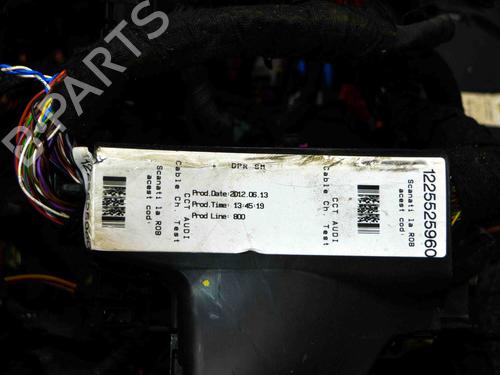 B-PARTS
DPR SM
Prod.Date:2012.06.13
Prod.Time: 13:45:19
Prod Line: 800
CCT AUDI
Cable Ch. Test
Scanati la ROB
acest cod:
CCT AUDI
Cable Ch. Test
Scanati la ROB
acest cod:
1225525960